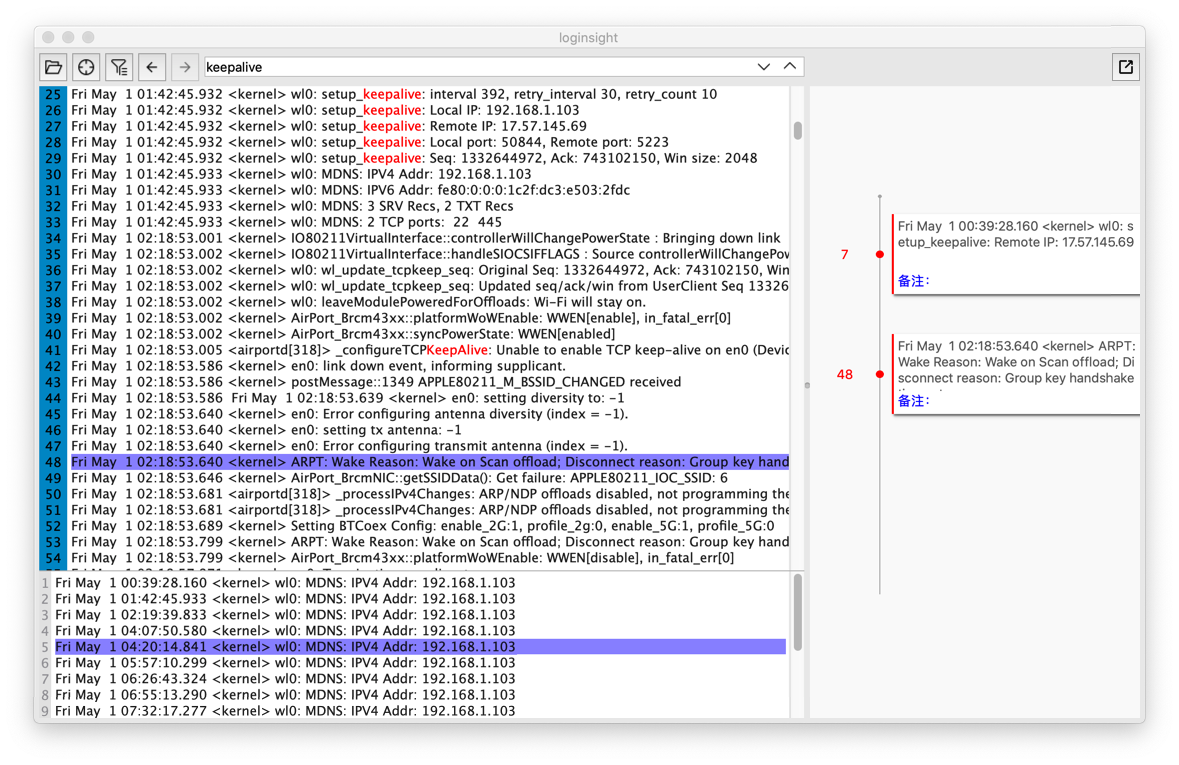 loginsight
keepalive
25 Fri May 1 01:42:45.932 <kernel> wl0: setup_keepalive: interval 392, retry_interval 30, retry_count 10
26 Fri May 1 01:42:45.932 <kernel> wl0: setup_keepalive: Local IP: 192.168.1.103
27 Fri May 1 01:42:45.932 <kernel> wl0: setup_keepalive: Remote IP: 17.57.145.69
28 Fri May 1 01:42:45.932 <kernel> wl0: setup_keepalive: Local port: 50844, Remote port: 5223
29 Fri May 1 01:42:45.932 <kernel> wl0: setup_keepalive: Seq: 1332644972, Ack: 743102150, Win size: 2048
30 Fri May 1 01:42:45.933 <kernel> wl0: MDNS: IPV4 Addr: 192.168.1.103
31 Fri May 1 01:42:45.933 <kernel> wl0: MDNS: IPV6 Addr: fe80:0:0:0:1c2f:dc3:e503:2fdc
32 Fri May 1 01:42:45.933 <kernel> wl0: MDNS: 3 SRV Recs, 2 TXT Recs
33 Fri May 1 01:42:45.933 <kernel> wl0: MDNS: 2 TCP ports: 22 445
34 Fri May 1 02:18:53.001 <kernel> IO80211VirtualInterface::controllerWillChangePowerState : Bringing down link
35 Fri May 1 02:18:53.002 <kernel> IO80211VirtualInterface::handleSIOCSIFFLAGS : Source controllerWillChangePow
36 Fri May 1 02:18:53.002 <kernel> wl0: wl_update_tcpkeep_seq: Original Seq: 1332644972, Ack: 743102150, Win
37 Fri May 1 02:18:53.002 <kernel> wl0: wl_update_tcpkeep_seq: Updated seq/ack/win from UserClient Seq 13326
38 Fri May 1 02:18:53.002 <kernel> wl0: leaveModulePoweredForOffloads: Wi-Fi will stay on.
39 Fri May 1 02:18:53.002 <kernel> AirPort_Brcm43xx::platformWoWEnable: WWEN[enable], in_fatal_err[0]
40 Fri May 1 02:18:53.002 <kernel> AirPort_Brcm43xx::syncPowerState: WWEN[enabled]
41 Fri May 1 02:18:53.005 <airportd[318]> _configureTCPKeepAlive: Unable to enable TCP keep-alive on en0 (Devic
42 Fri May 1 02:18:53.586 <kernel> en0: link down event, informing supplicant.
43 Fri May 1 02:18:53.586 <kernel> postMessage::1349 APPLE80211_M_BSSID_CHANGED received
44 Fri May 1 02:18:53.586 Fri May 1 02:18:53.639 <kernel> en0: setting diversity to: -1
45 Fri May 1 02:18:53.640 <kernel> en0: Error configuring antenna diversity (index = -1).
46 Fri May 1 02:18:53.640 <kernel> en0: setting tx antenna: -1
47 Fri May 1 02:18:53.640 <kernel> en0: Error configuring transmit antenna (index = -1).
48 Fri May 1 02:18:53.640 <kernel> ARPT: Wake Reason: Wake on Scan offload; Disconnect reason: Group key hand
49 Fri May 1 02:18:53.646 <kernel> AirPort_BrcmNIC::getSSIDData(): Get failure: APPLE80211_IOC_SSID: 6
50 Fri May 1 02:18:53.681 <airportd[318]> _processIPv4Changes: ARP/NDP offloads disabled, not programming the
51 Fri May 1 02:18:53.681 <airportd[318]> _processIPv4Changes: ARP/NDP offloads disabled, not programming the
52 Fri May 1 02:18:53.689 <kernel> Setting BTCoex Config: enable_2G:1, profile_2g:0, enable_5G:1, profile_5G:0
53 Fri May 1 02:18:53.799 <kernel> ARPT: Wake Reason: Wake on Scan offload; Disconnect reason: Group key hand
54 Fri May 1 02:18:53.799 <kernel> AirPort_Brcm43xx::platformWoWEnable: WWEN[disable], in_fatal_err[0]
1 Fri May 1 00:39:28.160 <kernel> wl0: MDNS: IPV4 Addr: 192.168.1.103
2 Fri May 1 01:42:45.933 <kernel> wl0: MDNS: IPV4 Addr: 192.168.1.103
3 Fri May 1 02:19:39.833 <kernel> wl0: MDNS: IPV4 Addr: 192.168.1.103
4 Fri May 1 04:07:50.580 <kernel> wl0: MDNS: IPV4 Addr: 192.168.1.103
5 Fri May 1 04:20:14.841 <kernel> wl0: MDNS: IPV4 Addr: 192.168.1.103
6 Fri May 1 05:57:10.299 <kernel> wl0: MDNS: IPV4 Addr: 192.168.1.103
7 Fri May 1 06:26:43.324 <kernel> wl0: MDNS: IPV4 Addr: 192.168.1.103
8 Fri May 1 06:55:13.290 <kernel> wl0: MDNS: IPV4 Addr: 192.168.1.103
9 Fri May 1 07:32:17.277 <kernel> wl0: MDNS: IPV4 Addr: 192.168.1.103
7
Fri May 1 00:39:28.160 <kernel> wl0: s
etup_keepalive: Remote IP: 17.57.145.69
备注:
48
Fri May 1 02:18:53.640 <kernel> ARPT:
Wake Reason: Wake on Scan offload; Di
sconnect reason: Group key handshake
备注: